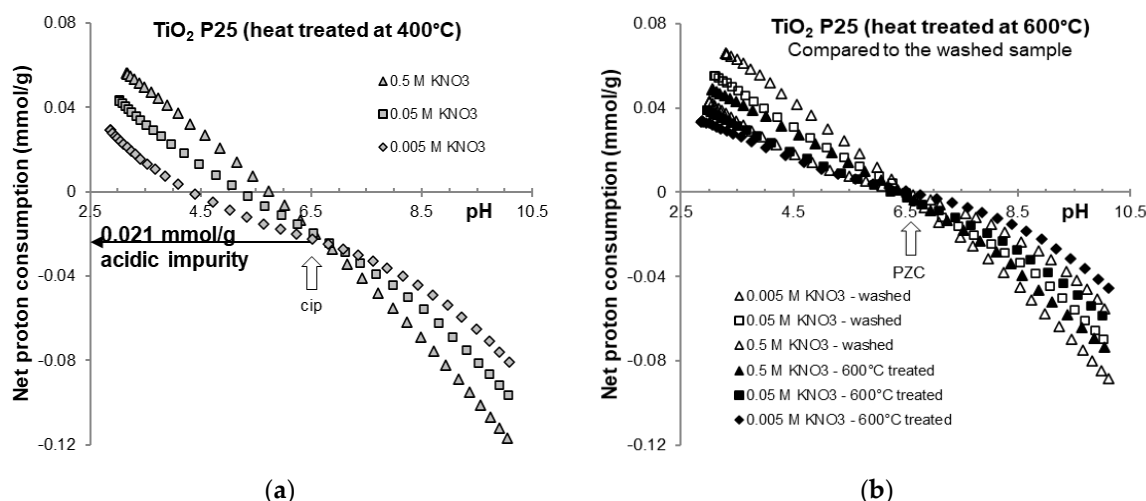 TiO2 P25 (heat treated at 400°C)
Net proton consumption (mmol/g)
0.08
0.04
0
-0.04
-0.08
-0.12
0.5 M KNO3
0.05 M KNO3
0.005 M KNO3
2.5
4.5
6.5
8.5
10.5
pH
0.021 mmol/g
acidic impurity
cip
(a)
TiO2 P25 (heat treated at 600°C)
Compared to the washed sample
Net proton consumption (mmol/g)
0.08
0.04
0
-0.04
-0.08
-0.12
2.5
4.5
6.5
8.5
10.5
pH
PZC
0.005 M KNO3 - washed
0.05 M KNO3 - washed
0.5 M KNO3 - washed
0.5 M KNO3 - 600°C treated
0.05 M KNO3 - 600°C treated
0.005 M KNO3 - 600°C treated
(b)